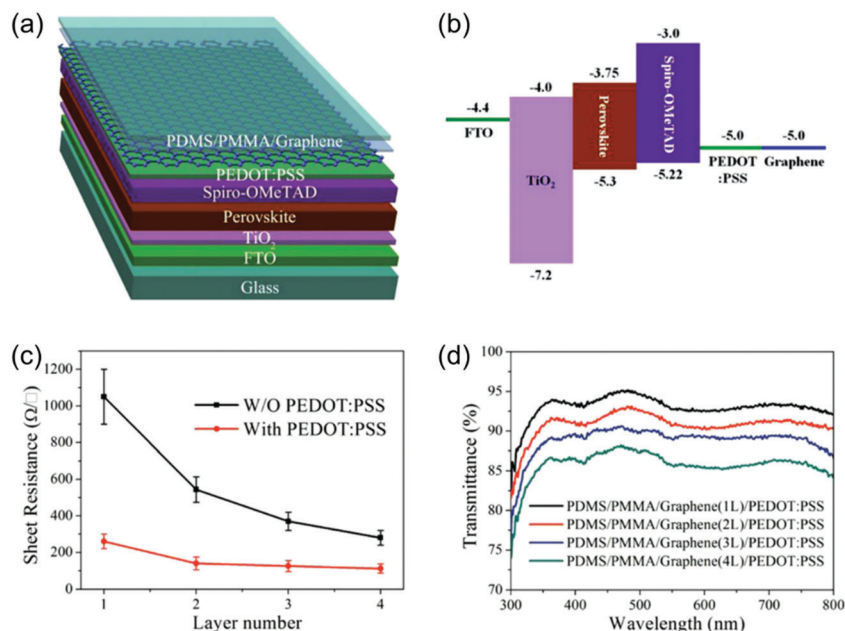 (a)
PDMS/PMMA/Graphene
PEDOT:PSS
Spiro-OMeTAD
Perovskite
TiO₂
FTO
Glass
(b)
-3.0
-3.75
-4.0
-4.4
FTO
TiO₂
Perovskite
Spiro-OMeTAD
-5.0
-5.0
PEDOT
:PSS
Graphene
-5.22
-5.3
-7.2
(c)
1200
1000
800
600
400
200
0
Sheet Resistance (Ω/□)
W/O PEDOT:PSS
With PEDOT:PSS
1
2
3
4
Layer number
(d)
100
95
90
85
80
75
70
Transmittance (%)
PDMS/PMMA/Graphene(1L)/PEDOT:PSS
PDMS/PMMA/Graphene(2L)/PEDOT:PSS
PDMS/PMMA/Graphene(3L)/PEDOT:PSS
PDMS/PMMA/Graphene(4L)/PEDOT:PSS
300
400
500
600
700
800
Wavelength (nm)